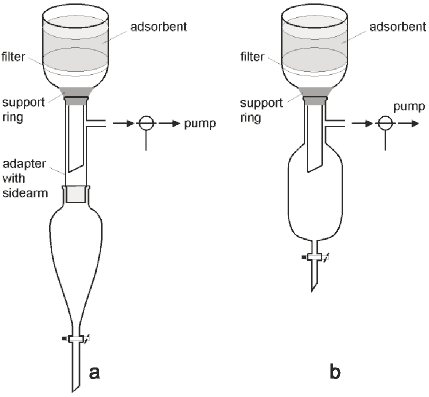 adsorbent
filter
support
ring
pump
adapter
with
sidearm
a
adsorbent
filter
support
ring
pump
b